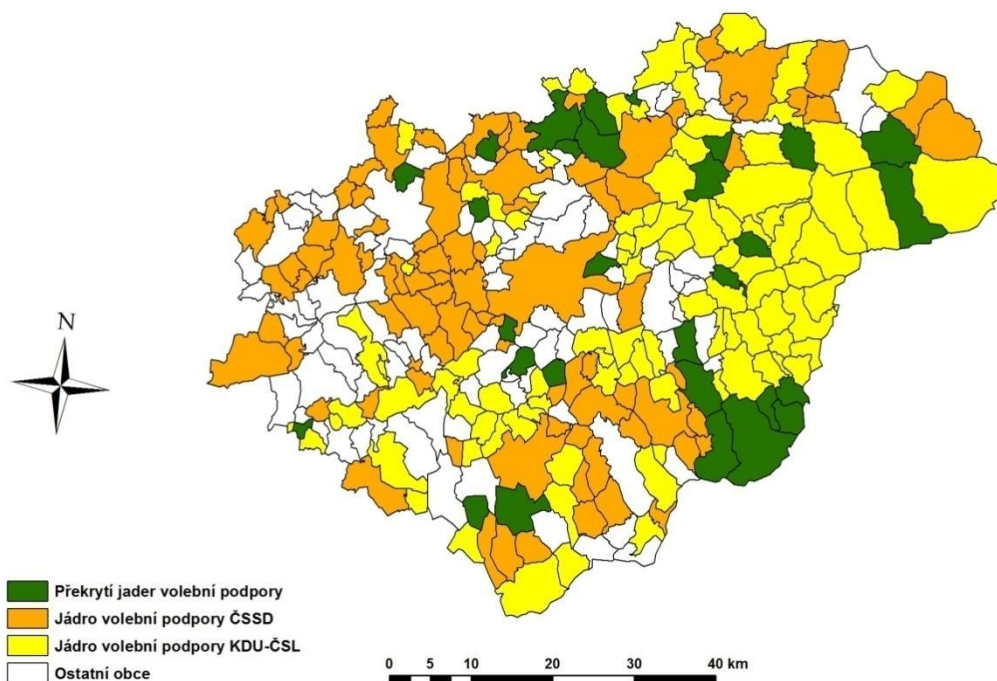 N
Překrytí jader volební podpory
Jádro volební podpory ČSSD
Jádro volební podpory KDU-ČSL
Ostatní obce
0 5 10 20 30 40 km